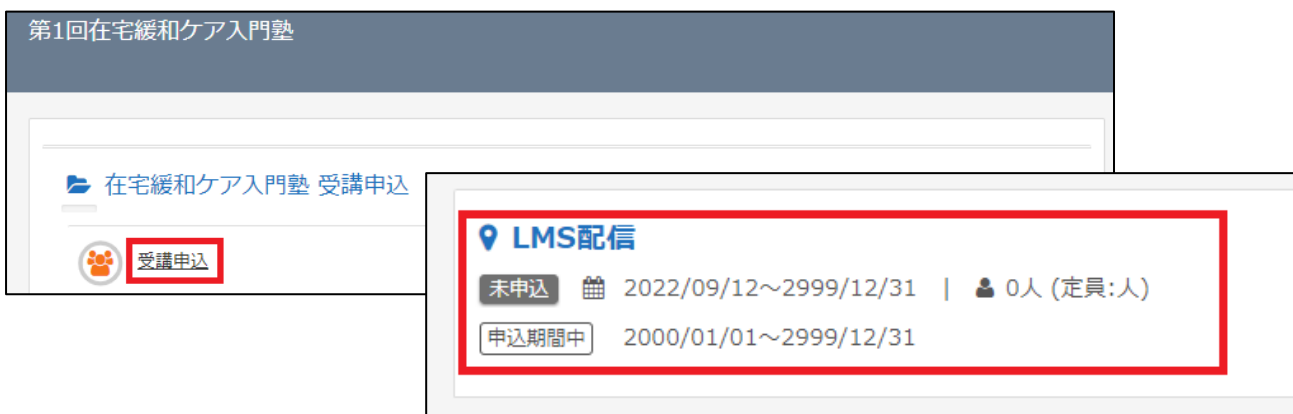 第1回在宅緩和ケア入門塾
在宅緩和ケア入門塾 受講申込
受講申込
LMS配信
未申込 2022/09/12～2999/12/31 | 0人 (定員:人)
申込期間中 2000/01/01～2999/12/31